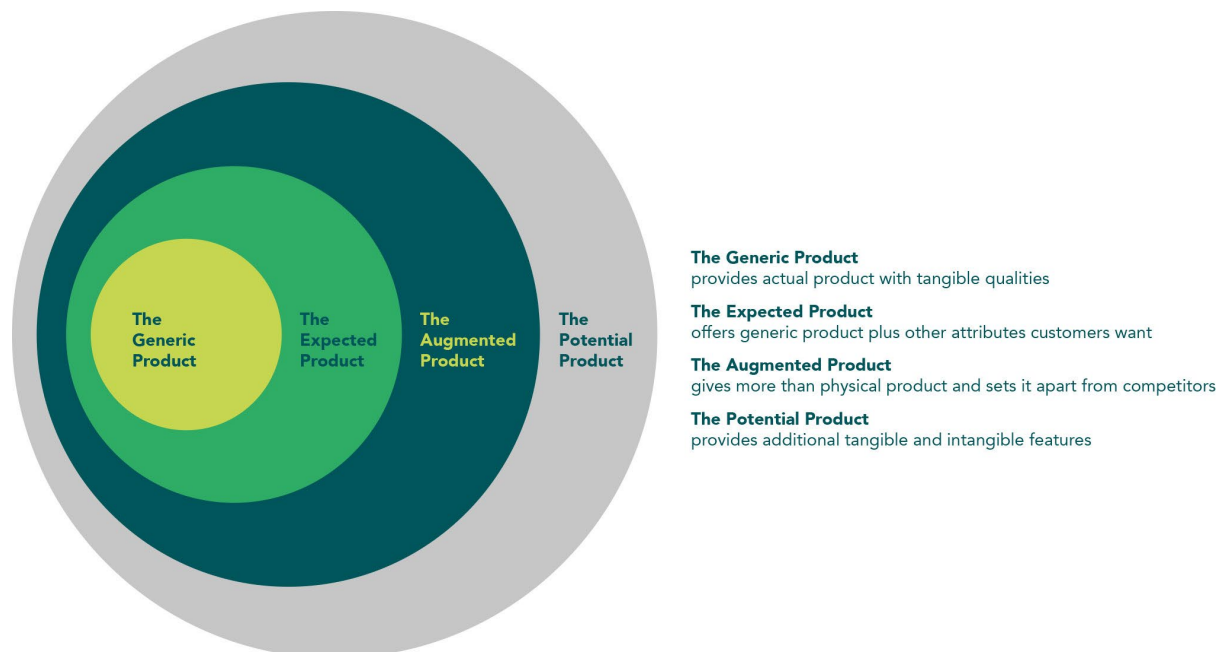 The
Generic
Product
The
Expected
Product
The
Augmented
Product
The
Potential
Product
The Generic Product
provides actual product with tangible qualities
The Expected Product
offers generic product plus other attributes customers want
The Augmented Product
gives more than physical product and sets it apart from competitors
The Potential Product
provides additional tangible and intangible features